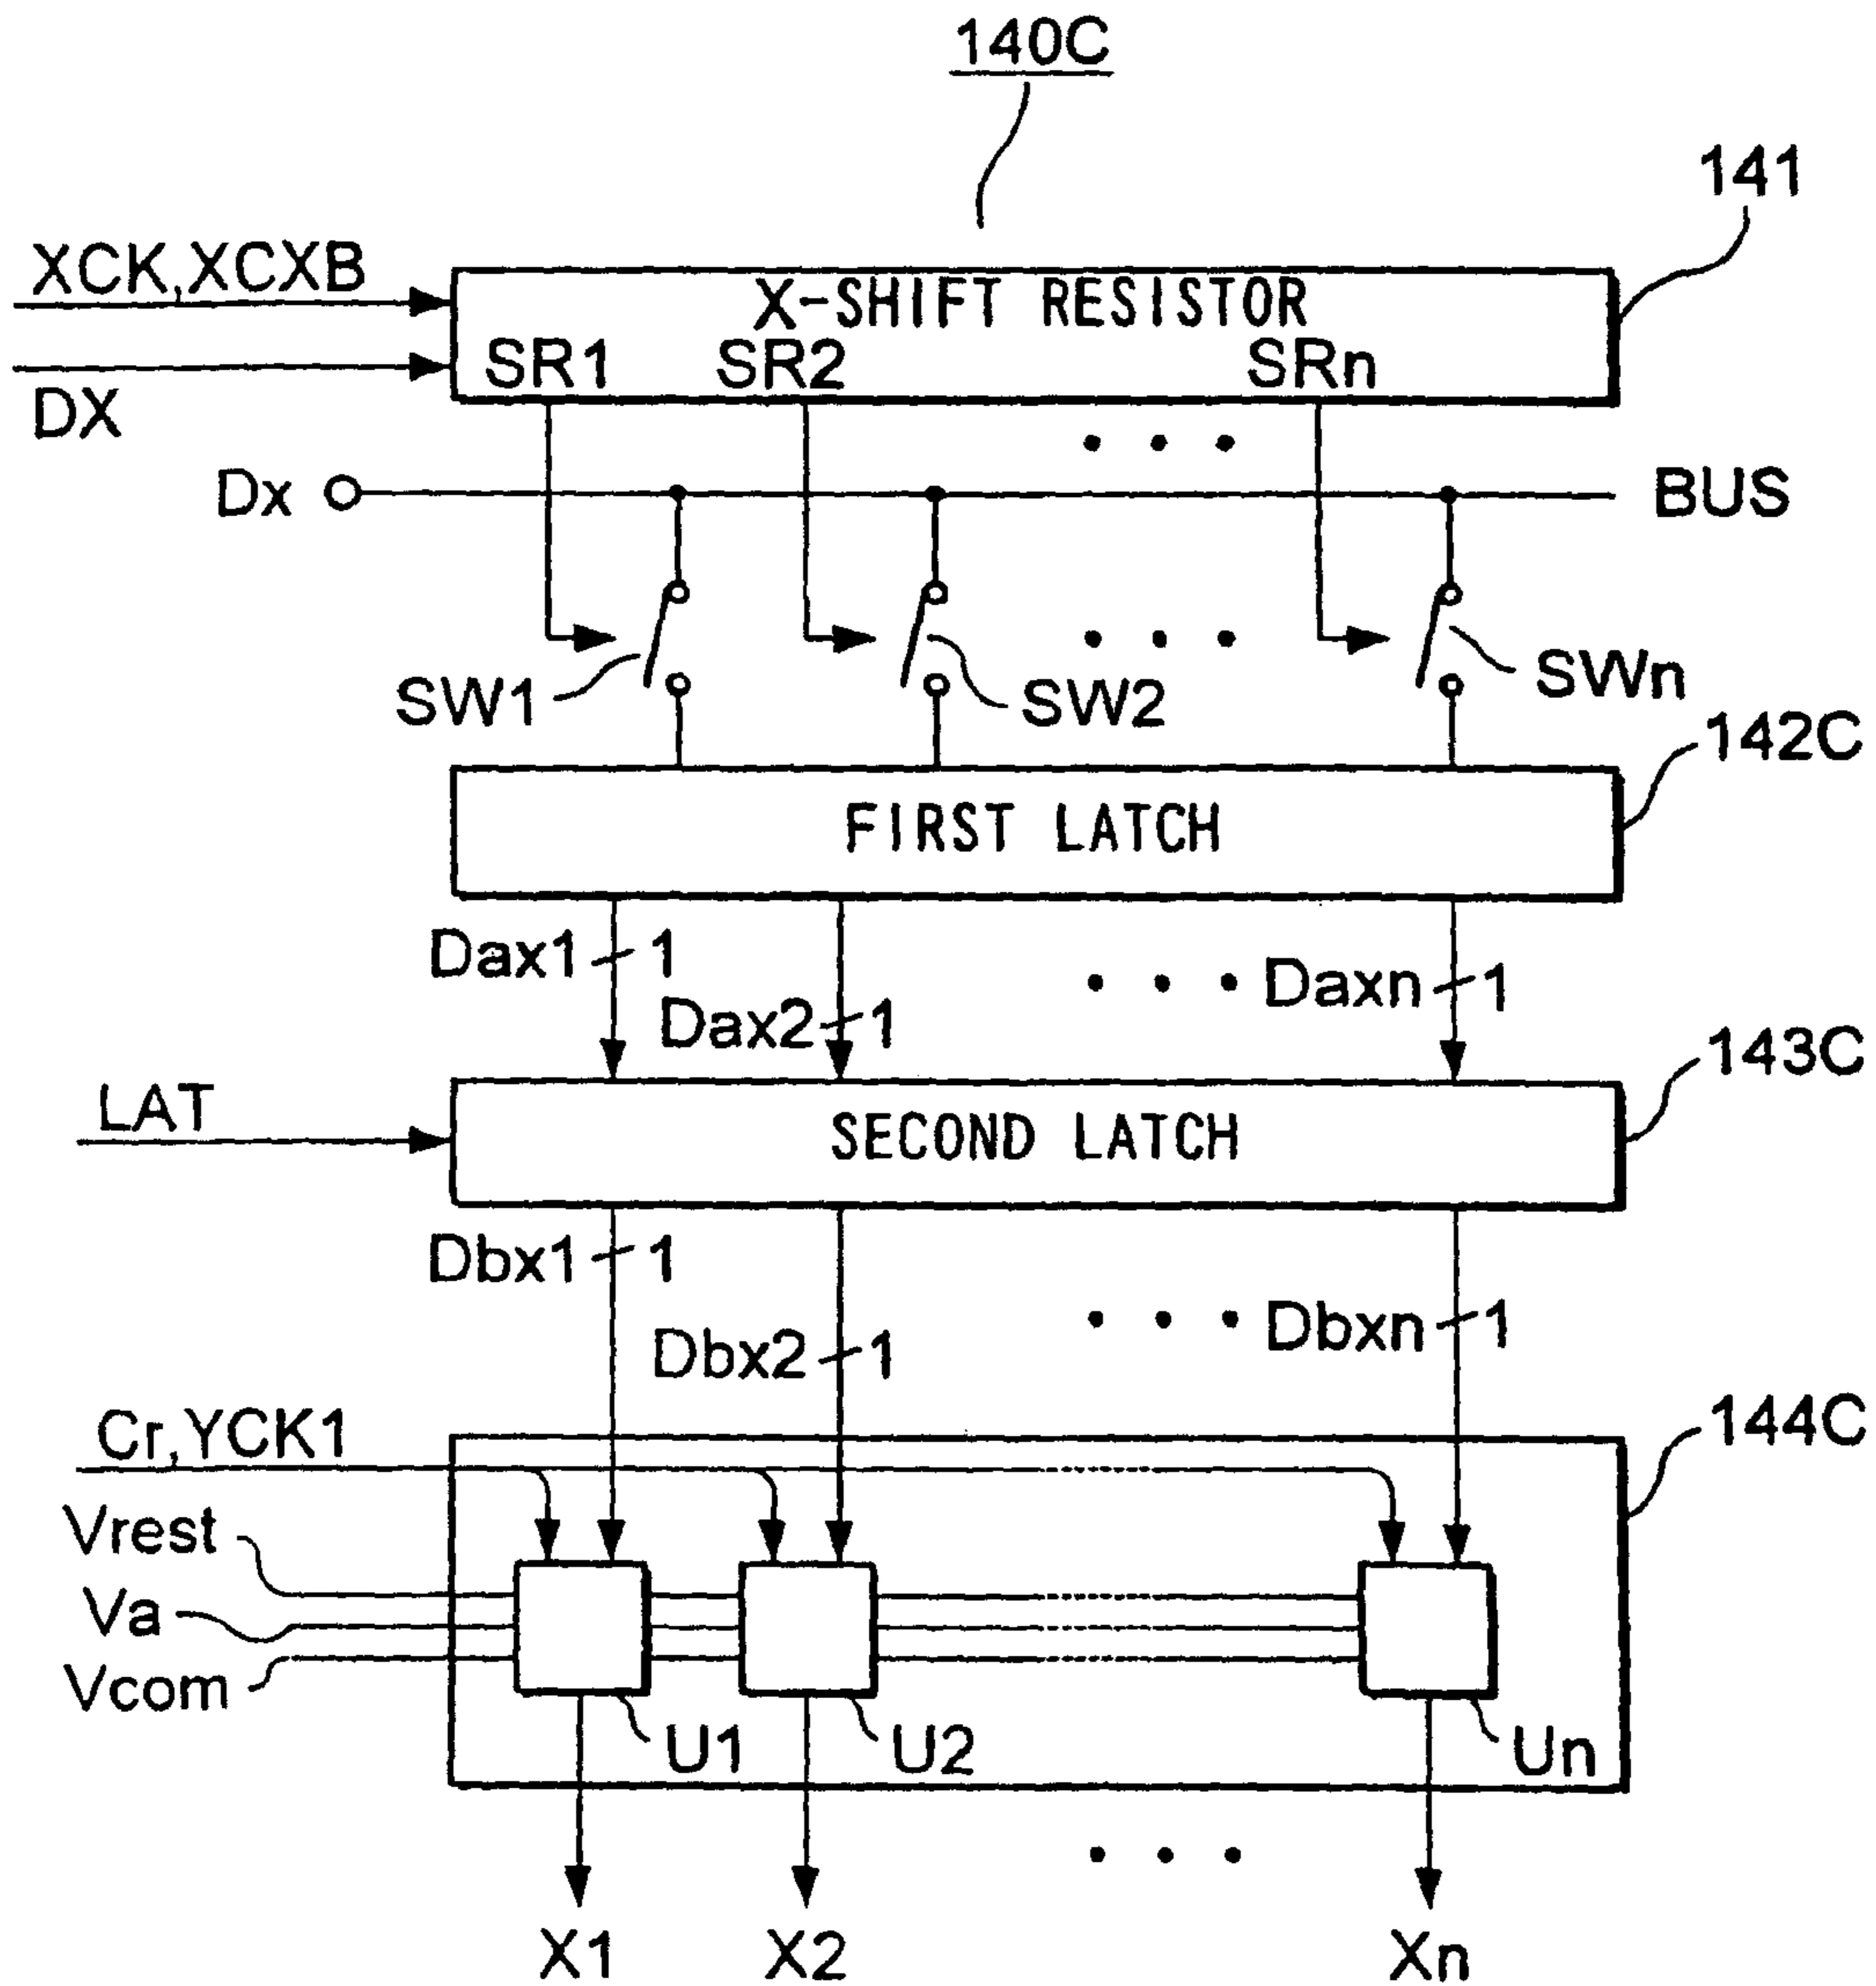 140C
141
XCK,XCXB
X-SHIFT RESISTOR
SR1 SR2 SRn
DX
Dx BUS
SW1 SW2 SWn
142C
FIRST LATCH
Dax1 1
Dax2 1
Daxn 1
143C
LAT
SECOND LATCH
Dbx1 1
Dbx2 1
Dbxn 1
144C
Cr,YCK1
Vrest
Va
Vcom
U1 U2 Un
X1 X2 Xn